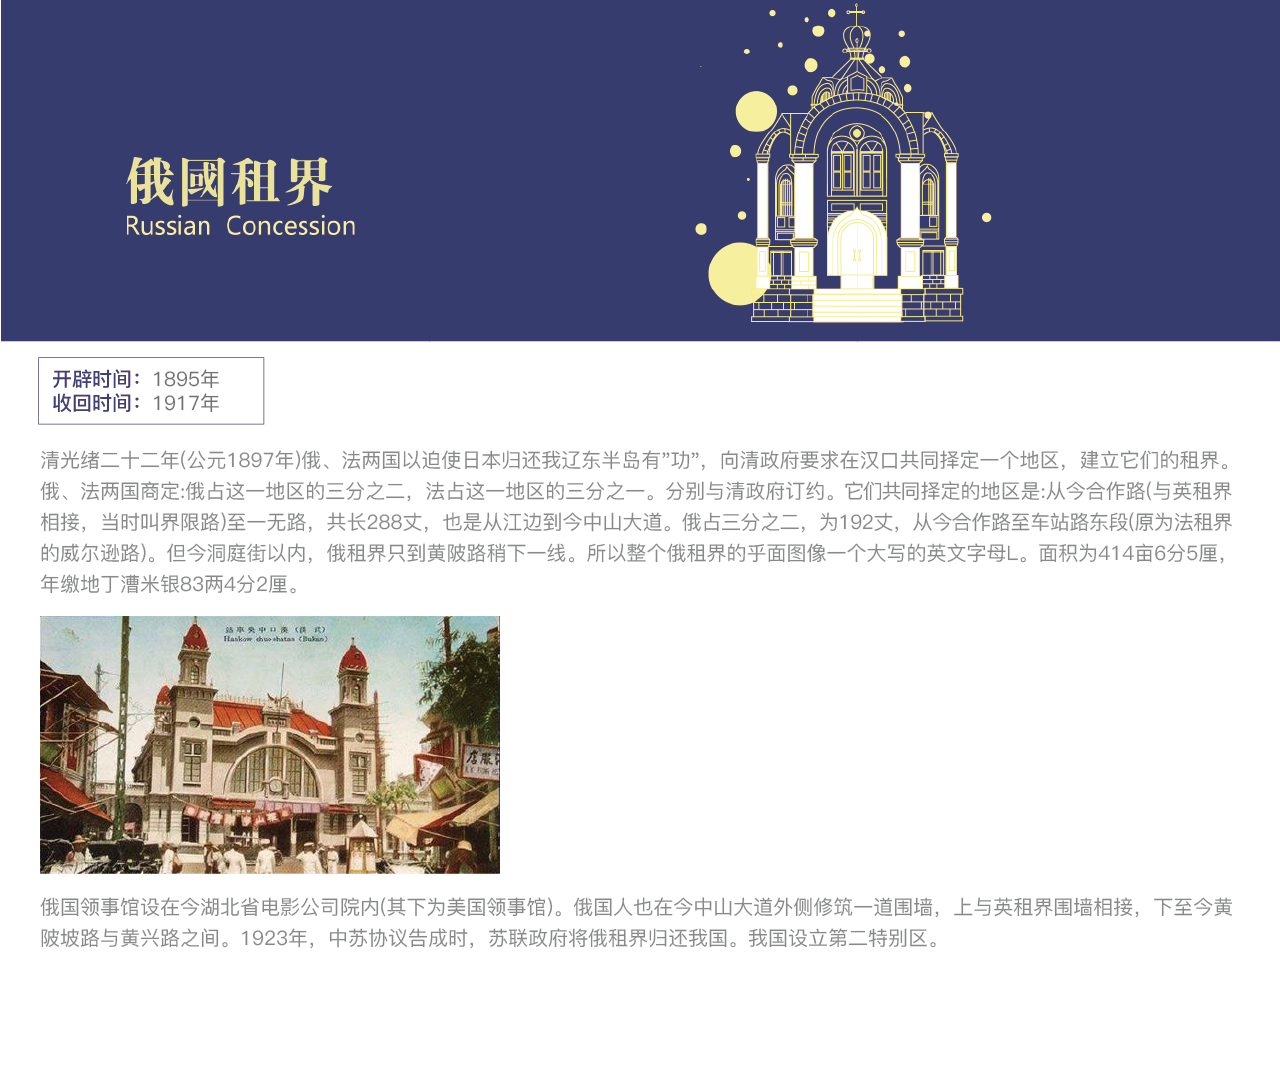 俄國租界
Russian Concession
开辟时间：1895年
收回时间：1917年
清光绪二十二年(公元1897年)俄、法两国以迫使日本归还我辽东半岛有”功”，向清政府要求在汉口共同择定一个地区，建立它们的租界。
俄、法两国商定:俄占这一地区的三分之二，法占这一地区的三分之一。分别与清政府订约。它们共同择定的地区是:从今合作路(与英租界
相接，当时叫界限路)至一无路，共长288丈，也是从江边到今中山大道。俄占三分之二，为192丈，从今合作路至车站路东段(原为法租界
的威尔逊路)。但今洞庭街以内，俄租界只到黄陂路稍下一线。所以整个俄租界的乎面图像一个大写的英文字母L。面积为414亩6分5厘，
年缴地丁漕米银83两4分2厘。
站車央中口漢（武漢）
Hankow chuo-shatan (Bukan)
店服
俄国领事馆设在今湖北省电影公司院内(其下为美国领事馆)。俄国人也在今中山大道外侧修筑一道围墙，上与英租界围墙相接，下至今黄
陂坡路与黄兴路之间。1923年，中苏协议告成时，苏联政府将俄租界归还我国。我国设立第二特别区。